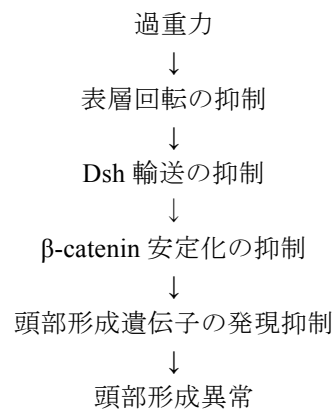 過重力
↓
表層回転の抑制
↓
Dsh 輸送の抑制
↓
β-catenin 安定化の抑制
↓
頭部形成遺伝子の発現抑制
↓
頭部形成異常